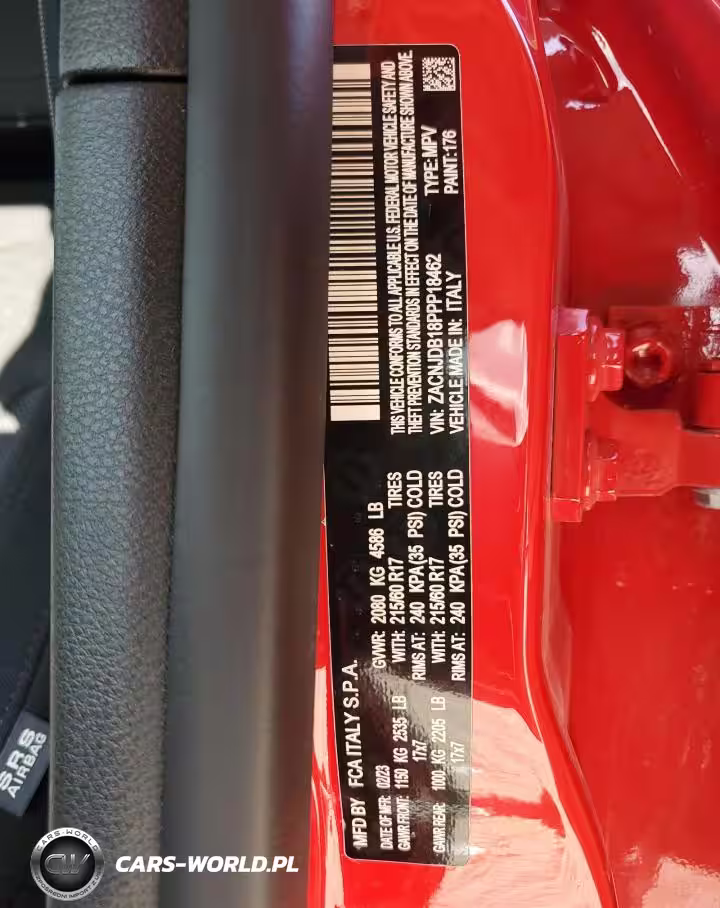 MFD BY FCA ITALY S.P.A.
DATE OF MFR: 02/23 GVWR: 2080 KG 4586 LB
GAWR FRONT: 1150 KG 2535 LB WITH: 215/60 R17 TIRES
17x7 RIMS AT: 240 KPA(35 PSI) COLD
GAWR REAR: 1000 KG 2205 LB WITH: 215/60 R17 TIRES
17x7 RIMS AT: 240 KPA(35 PSI) COLD
THIS VEHICLE CONFORMS TO ALL APPLICABLE U.S. FEDERAL MOTOR VEHICLE SAFETY AND
THEFT PREVENTION STANDARDS IN EFFECT ON THE DATE OF MANUFACTURE SHOWN ABOVE.
VIN: ZACNJDB18PPP18462 TYPE:MPV
VEHICLE MADE IN: ITALY PAINT:176
SRS
AIRBAG
CARS-WORLD
CW
CARS-WORLD.PL